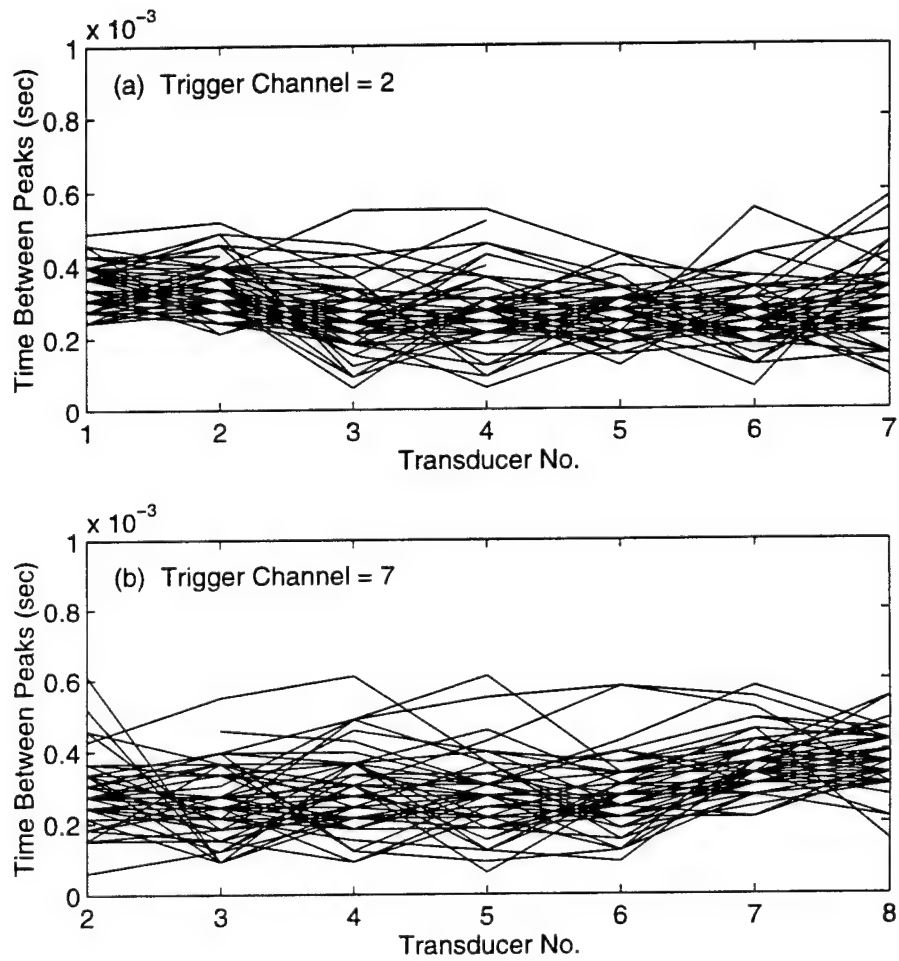 x 10⁻³
1
(a) Trigger Channel = 2
0.8
0.6
0.4
0.2
0
Time Between Peaks (sec)
1 2 3 4 5 6 7
Transducer No.
x 10⁻³
1
(b) Trigger Channel = 7
0.8
0.6
0.4
0.2
0
Time Between Peaks (sec)
2 3 4 5 6 7 8
Transducer No.